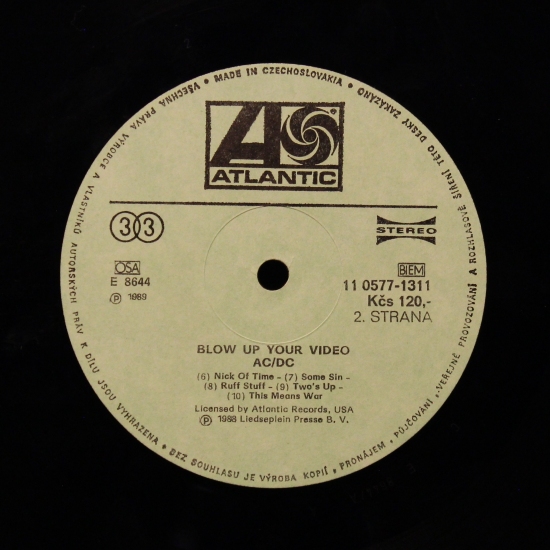 MADE IN CZECHOSLOVAKIA • VŠECHNA PRÁVA VÝROBCE A VLASTNÍKŮ AUTORSKÝCH PRÁV K DÍLU JSOU VYHRAZENA • BEZ SOUHLASU JE VÝROBA KOPIÍ, PRONÁJEM, PŮJČOVÁNÍ, VEŘEJNÉ PROVOZOVÁNÍ A ROZHLASOVÉ ŠÍŘENÍ TÉTO DESKY ZAKÁZÁNO •
ATLANTIC
33
STEREO
OSA
E 8644
℗ 1989
BIEM
11 0577-1311
Kčs 120,-
2. STRANA
BLOW UP YOUR VIDEO
AC/DC
(6) Nick Of Time - (7) Some Sin -
(8) Ruff Stuff - (9) Two's Up -
(10) This Means War
Licensed by Atlantic Records, USA
℗ 1988 Liedseplein Presse B. V.